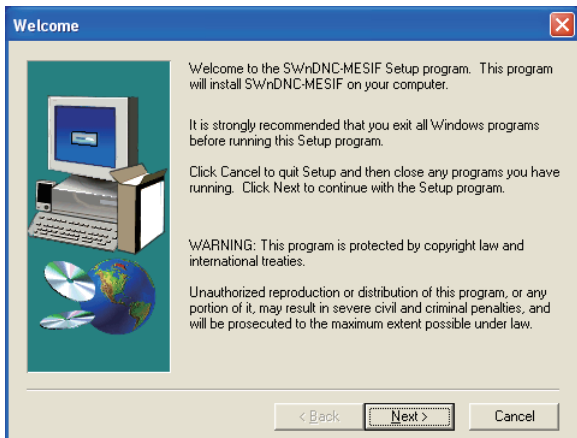 Welcome
Welcome to the SWnDNC-MESIF Setup program. This program
will install SWnDNC-MESIF on your computer.
It is strongly recommended that you exit all Windows programs
before running this Setup program.
Click Cancel to quit Setup and then close any programs you have
running. Click Next to continue with the Setup program.
WARNING: This program is protected by copyright law and
international treaties.
Unauthorized reproduction or distribution of this program, or any
portion of it, may result in severe civil and criminal penalties, and
will be prosecuted to the maximum extent possible under law.
< Back Next > Cancel